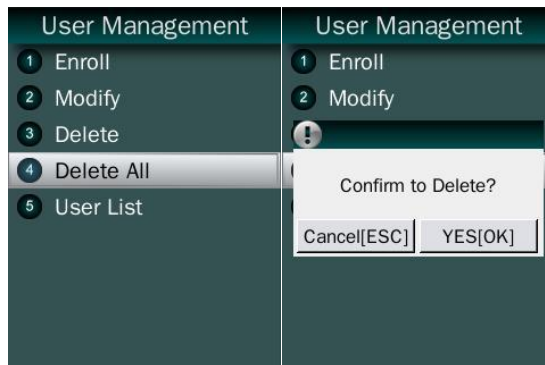 User Management
1 Enroll
2 Modify
3 Delete
4 Delete All
5 User List
User Management
1 Enroll
2 Modify
!
Confirm to Delete?
Cancel[ESC] YES[OK]